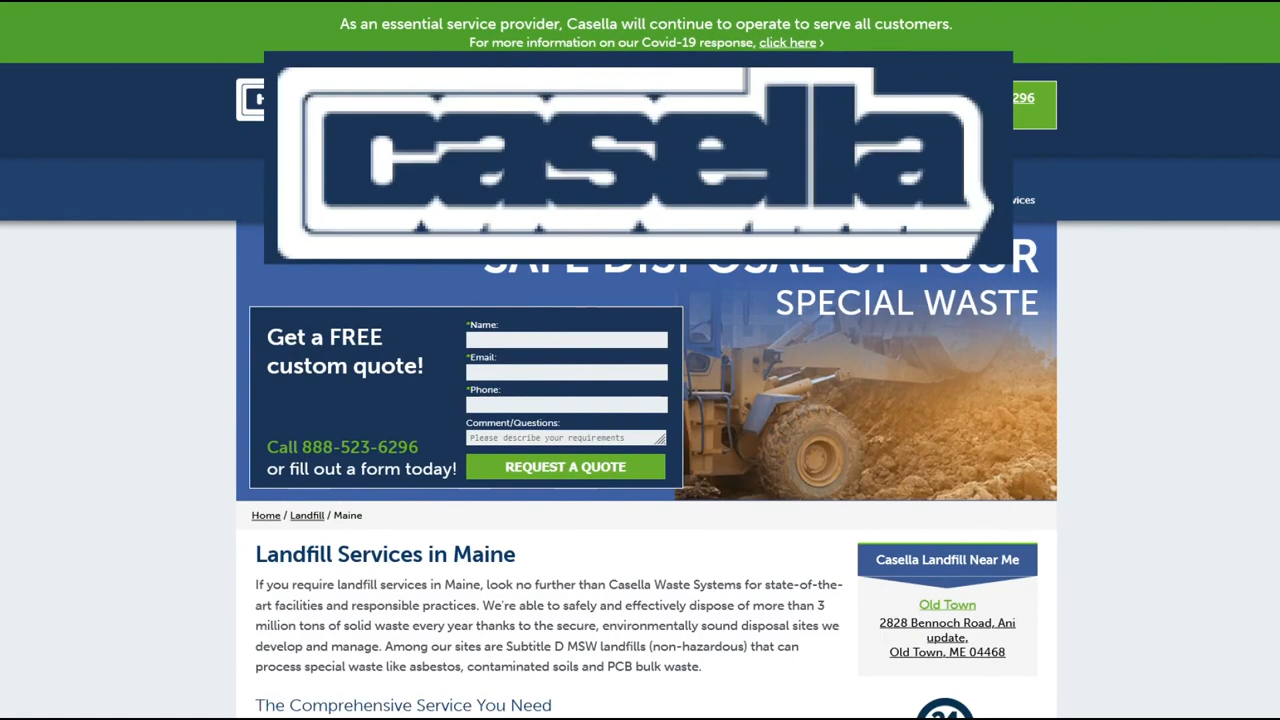 As an essential service provider, Casella will continue to operate to serve all customers.
For more information on our Covid-19 response, click here ›
casella
296
vices
SAFE DISPOSAL OF YOUR
SPECIAL WASTE
Get a FREE
custom quote!
Call 888-523-6296
or fill out a form today!
*Name:
*Email:
*Phone:
Comment/Questions:
Please describe your requirements
REQUEST A QUOTE
Home / Landfill / Maine
Landfill Services in Maine
If you require landfill services in Maine, look no further than Casella Waste Systems for state-of-the-
art facilities and responsible practices. We're able to safely and effectively dispose of more than 3
million tons of solid waste every year thanks to the secure, environmentally sound disposal sites we
develop and manage. Among our sites are Subtitle D MSW landfills (non-hazardous) that can
process special waste like asbestos, contaminated soils and PCB bulk waste.
The Comprehensive Service You Need
Casella Landfill Near Me
Old Town
2828 Bennoch Road, Ani
update,
Old Town, ME 04468
24